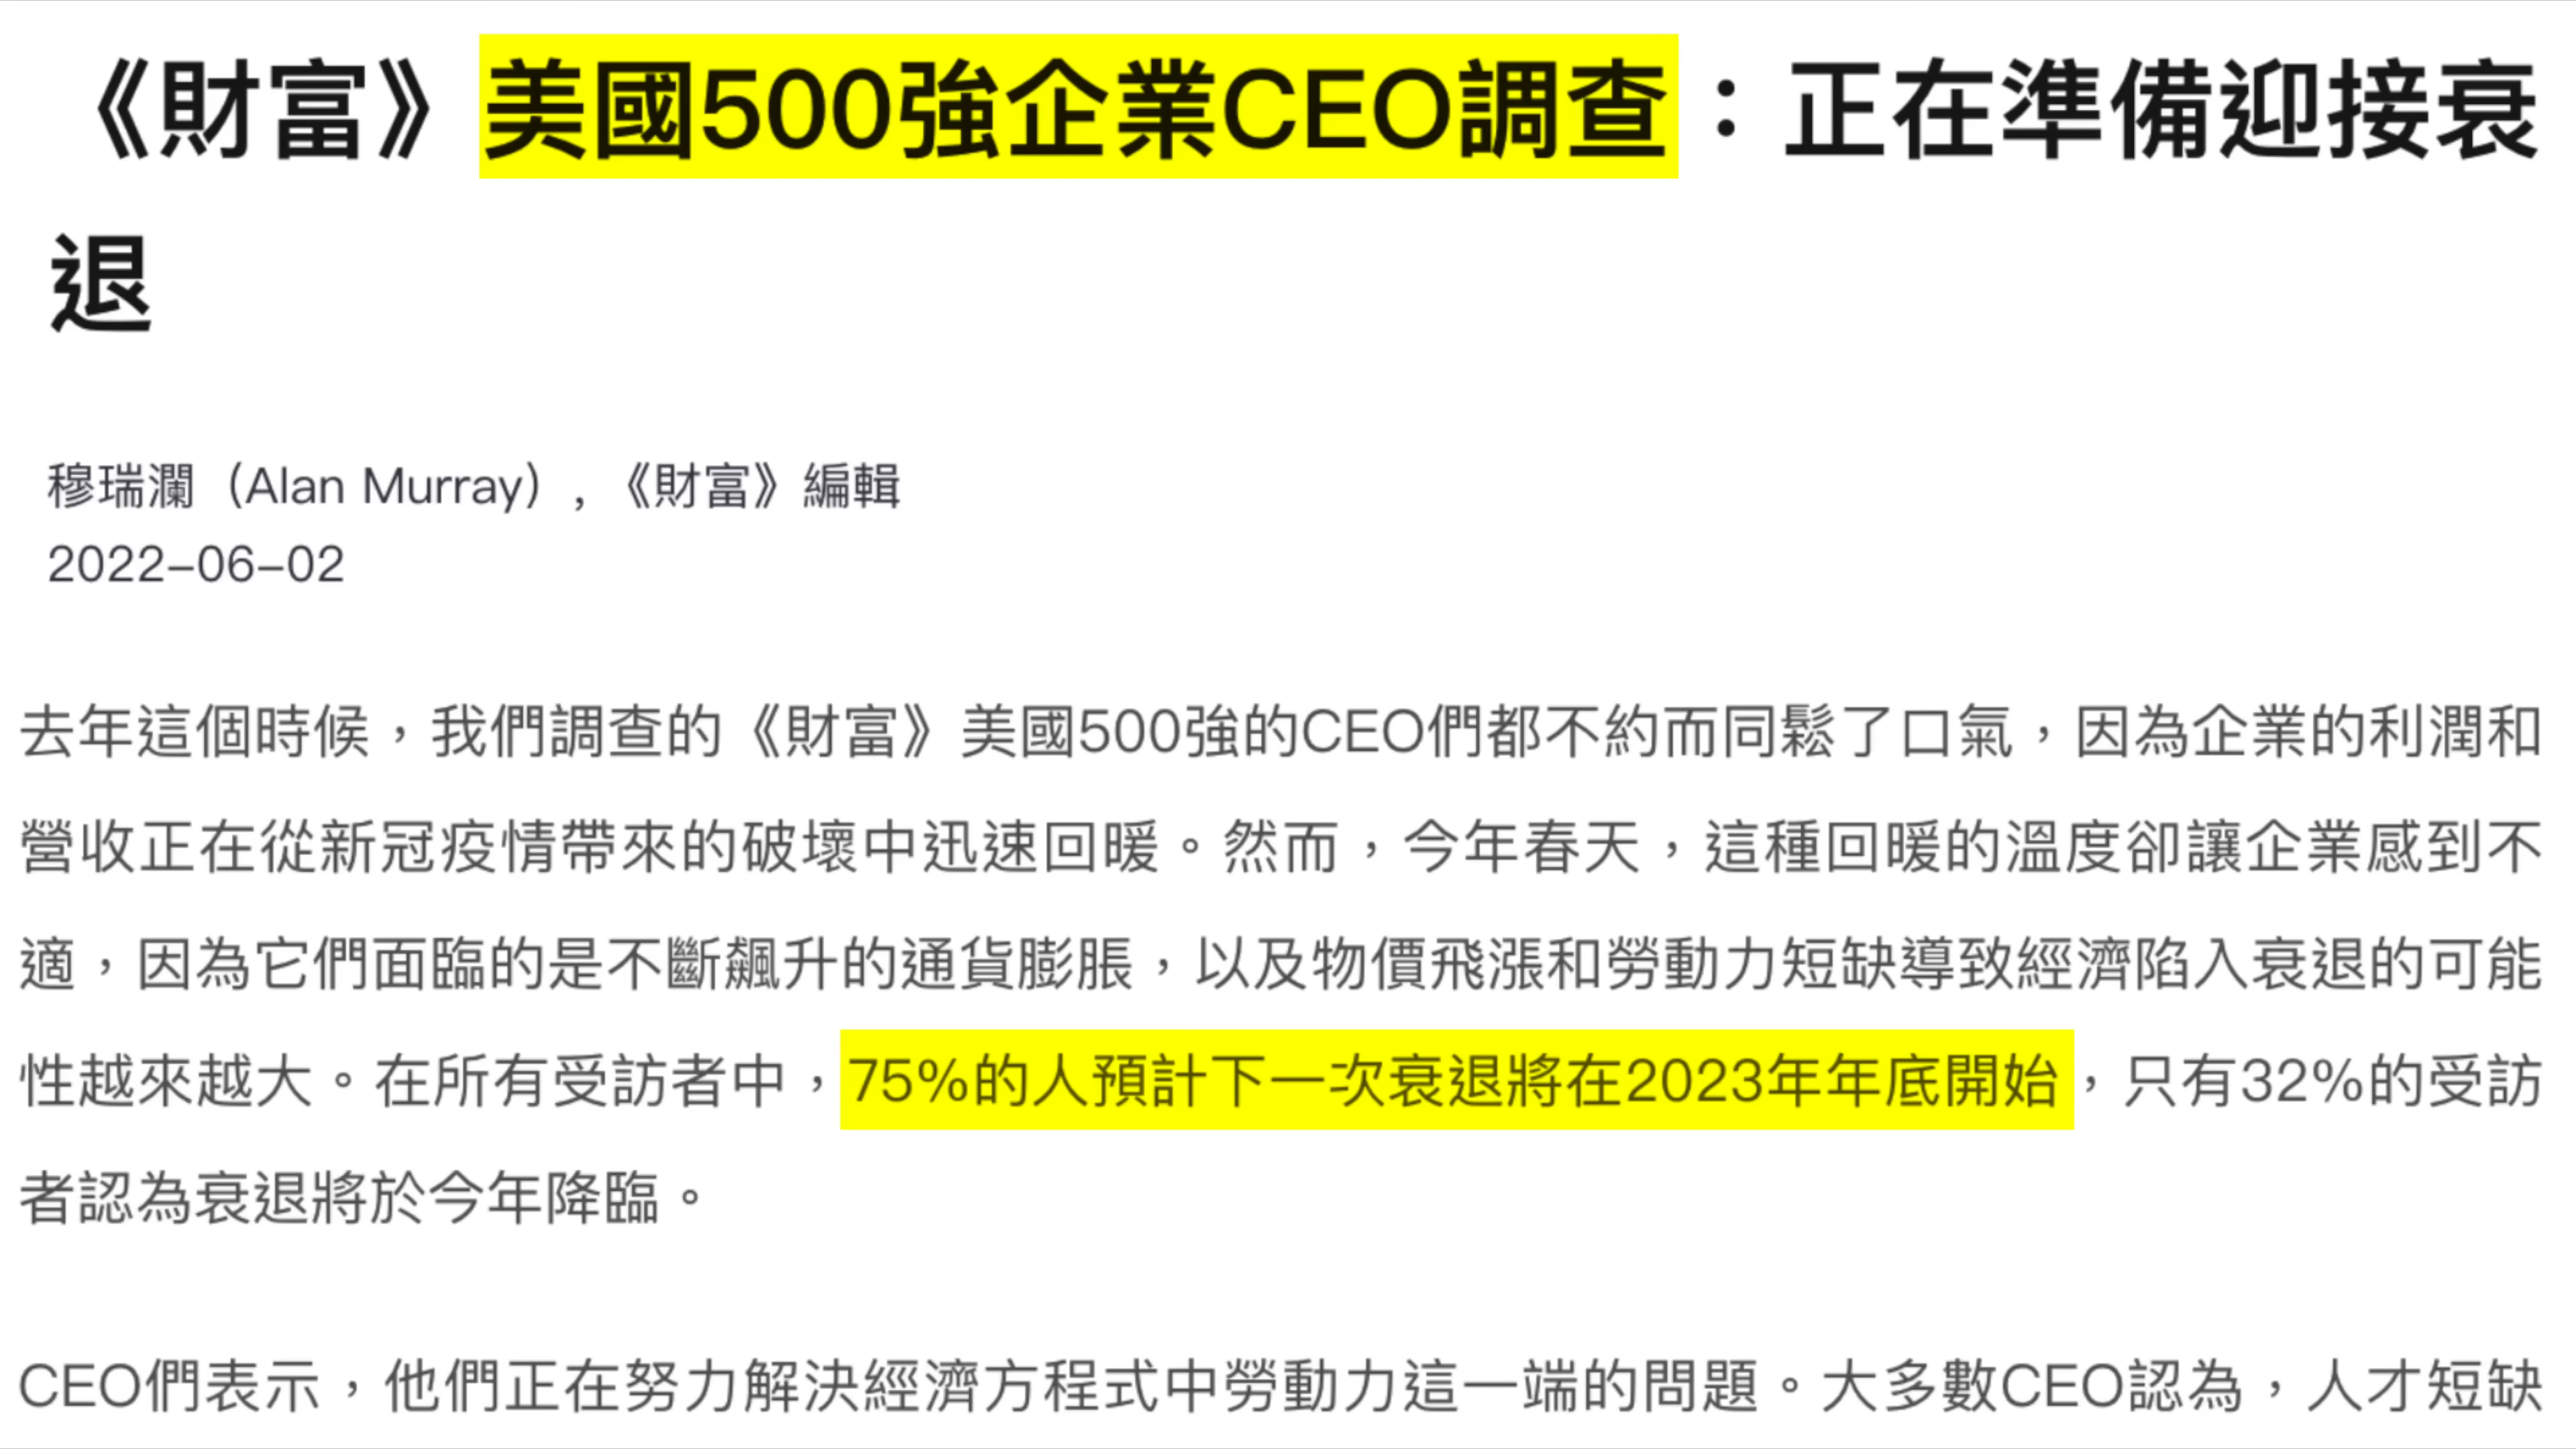 《財富》美國500強企業CEO調查：正在準備迎接衰
退
穆瑞瀾（Alan Murray），《財富》編輯
2022-06-02
去年這個時候，我們調查的《財富》美國500強的CEO們都不約而同鬆了口氣，因為企業的利潤和
營收正在從新冠疫情帶來的破壞中迅速回暖。然而，今年春天，這種回暖的溫度卻讓企業感到不
適，因為它們面臨的是不斷飆升的通貨膨脹，以及物價飛漲和勞動力短缺導致經濟陷入衰退的可能
性越來越大。在所有受訪者中，75%的人預計下一次衰退將在2023年年底開始，只有32%的受訪
者認為衰退將於今年降臨。
CEO們表示，他們正在努力解決經濟方程式中勞動力這一端的問題。大多數CEO認為，人才短缺